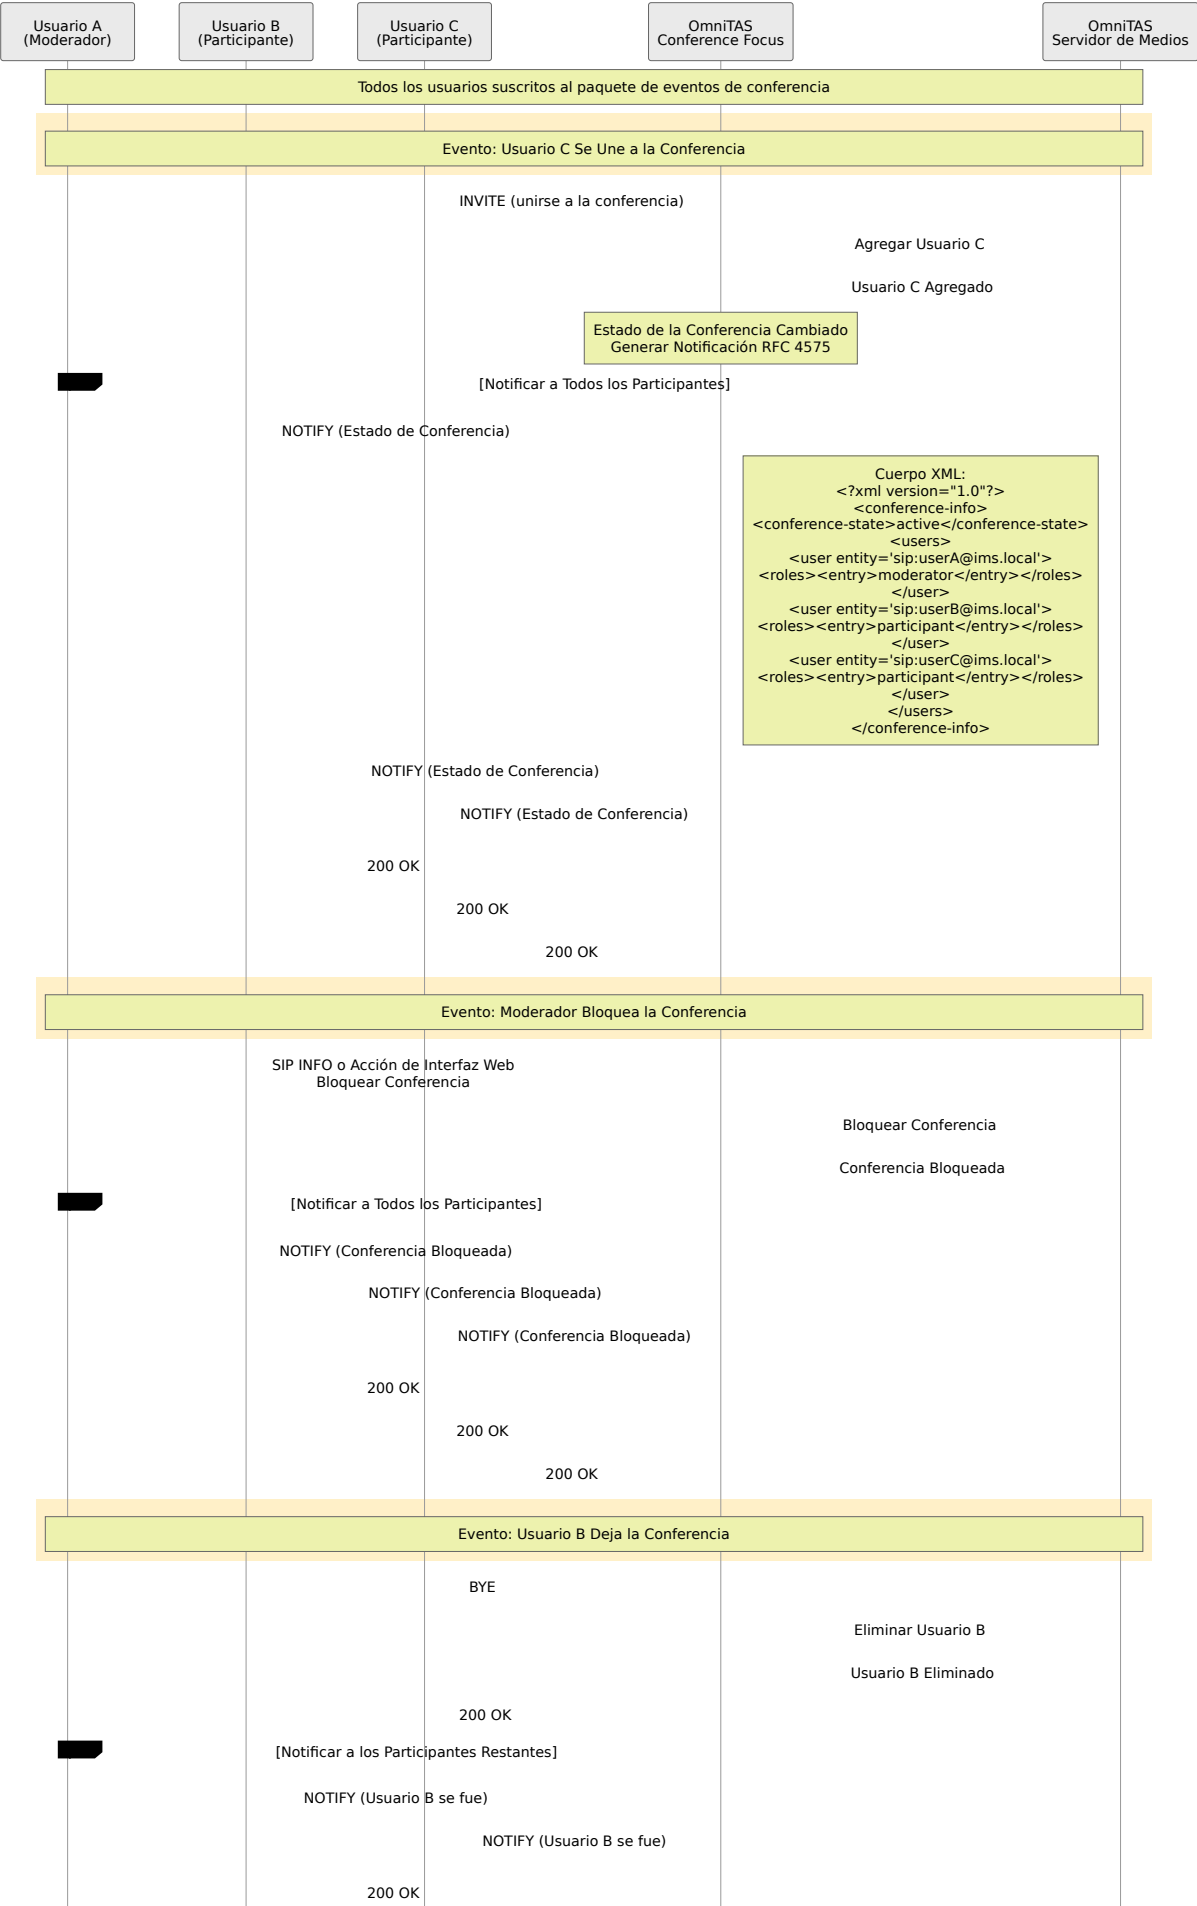 Usuario A
(Moderador)
Usuario B
(Participante)
Usuario C
(Participante)
OmniTAS
Conference Focus
OmniTAS
Servidor de Medios
Todos los usuarios suscritos al paquete de eventos de conferencia
Evento: Usuario C Se Une a la Conferencia
INVITE (unirse a la conferencia)
Agregar Usuario C
Usuario C Agregado
Estado de la Conferencia Cambiado
Generar Notificación RFC 4575
[Notificar a Todos los Participantes]
NOTIFY (Estado de Conferencia)
Cuerpo XML:
<?xml version="1.0"?>
<conference-info>
<conference-state>active</conference-state>
<users>
<user entity='sip:userA@ims.local'>
<roles><entry>moderator</entry></roles>
</user>
<user entity='sip:userB@ims.local'>
<roles><entry>participant</entry></roles>
</user>
<user entity='sip:userC@ims.local'>
<roles><entry>participant</entry></roles>
</user>
</users>
</conference-info>
NOTIFY (Estado de Conferencia)
NOTIFY (Estado de Conferencia)
200 OK
200 OK
200 OK
Evento: Moderador Bloquea la Conferencia
SIP INFO o Acción de Interfaz Web
Bloquear Conferencia
Bloquear Conferencia
Conferencia Bloqueada
[Notificar a Todos los Participantes]
NOTIFY (Conferencia Bloqueada)
NOTIFY (Conferencia Bloqueada)
NOTIFY (Conferencia Bloqueada)
200 OK
200 OK
200 OK
Evento: Usuario B Deja la Conferencia
BYE
Eliminar Usuario B
Usuario B Eliminado
200 OK
[Notificar a los Participantes Restantes]
NOTIFY (Usuario B se fue)
NOTIFY (Usuario B se fue)
200 OK